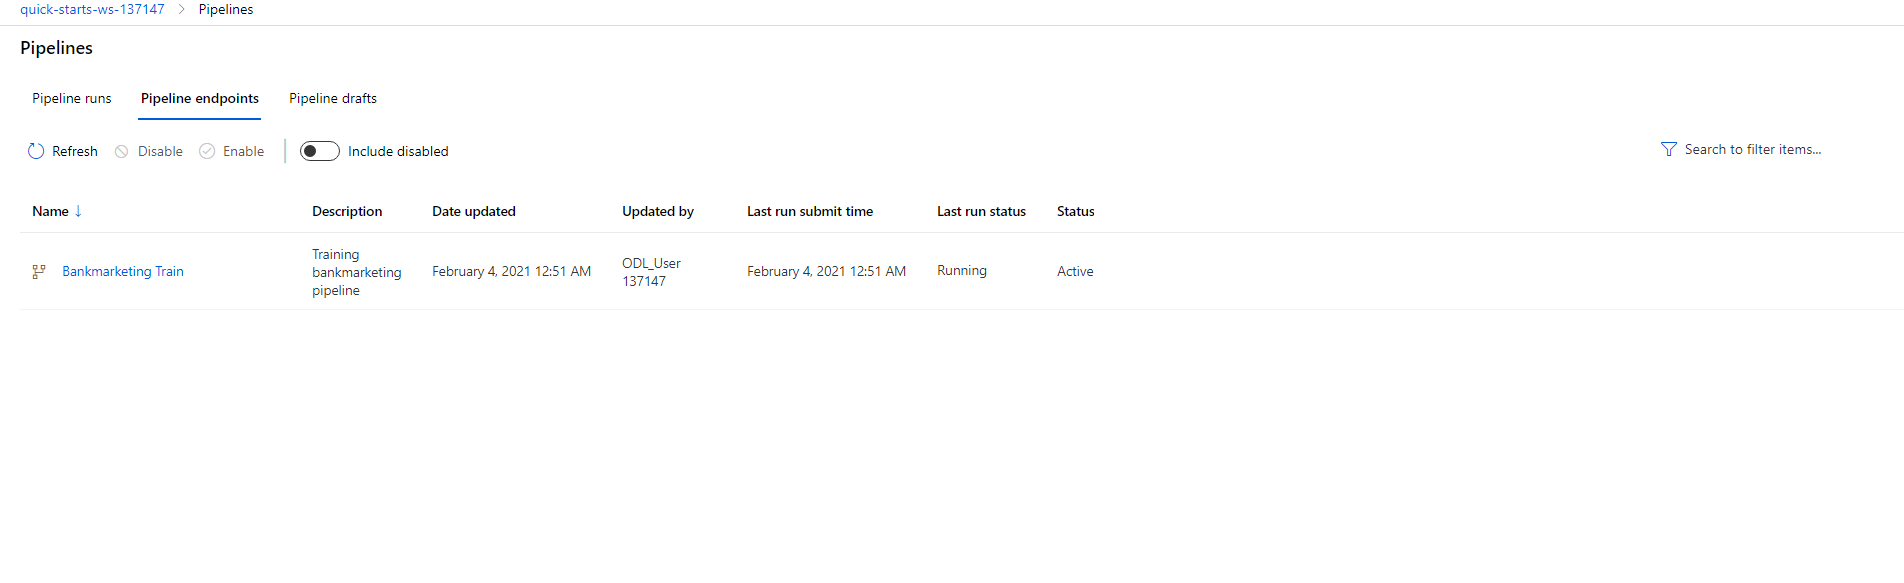 quick-starts-ws-137147 > Pipelines
Pipelines
Pipeline runs Pipeline endpoints Pipeline drafts
Refresh Disable Enable Include disabled Search to filter items...
Name ↓ Description Date updated Updated by Last run submit time Last run status Status
Bankmarketing Train
Training
bankmarketing
pipeline
February 4, 2021 12:51 AM
ODL_User
137147
February 4, 2021 12:51 AM
Running
Active